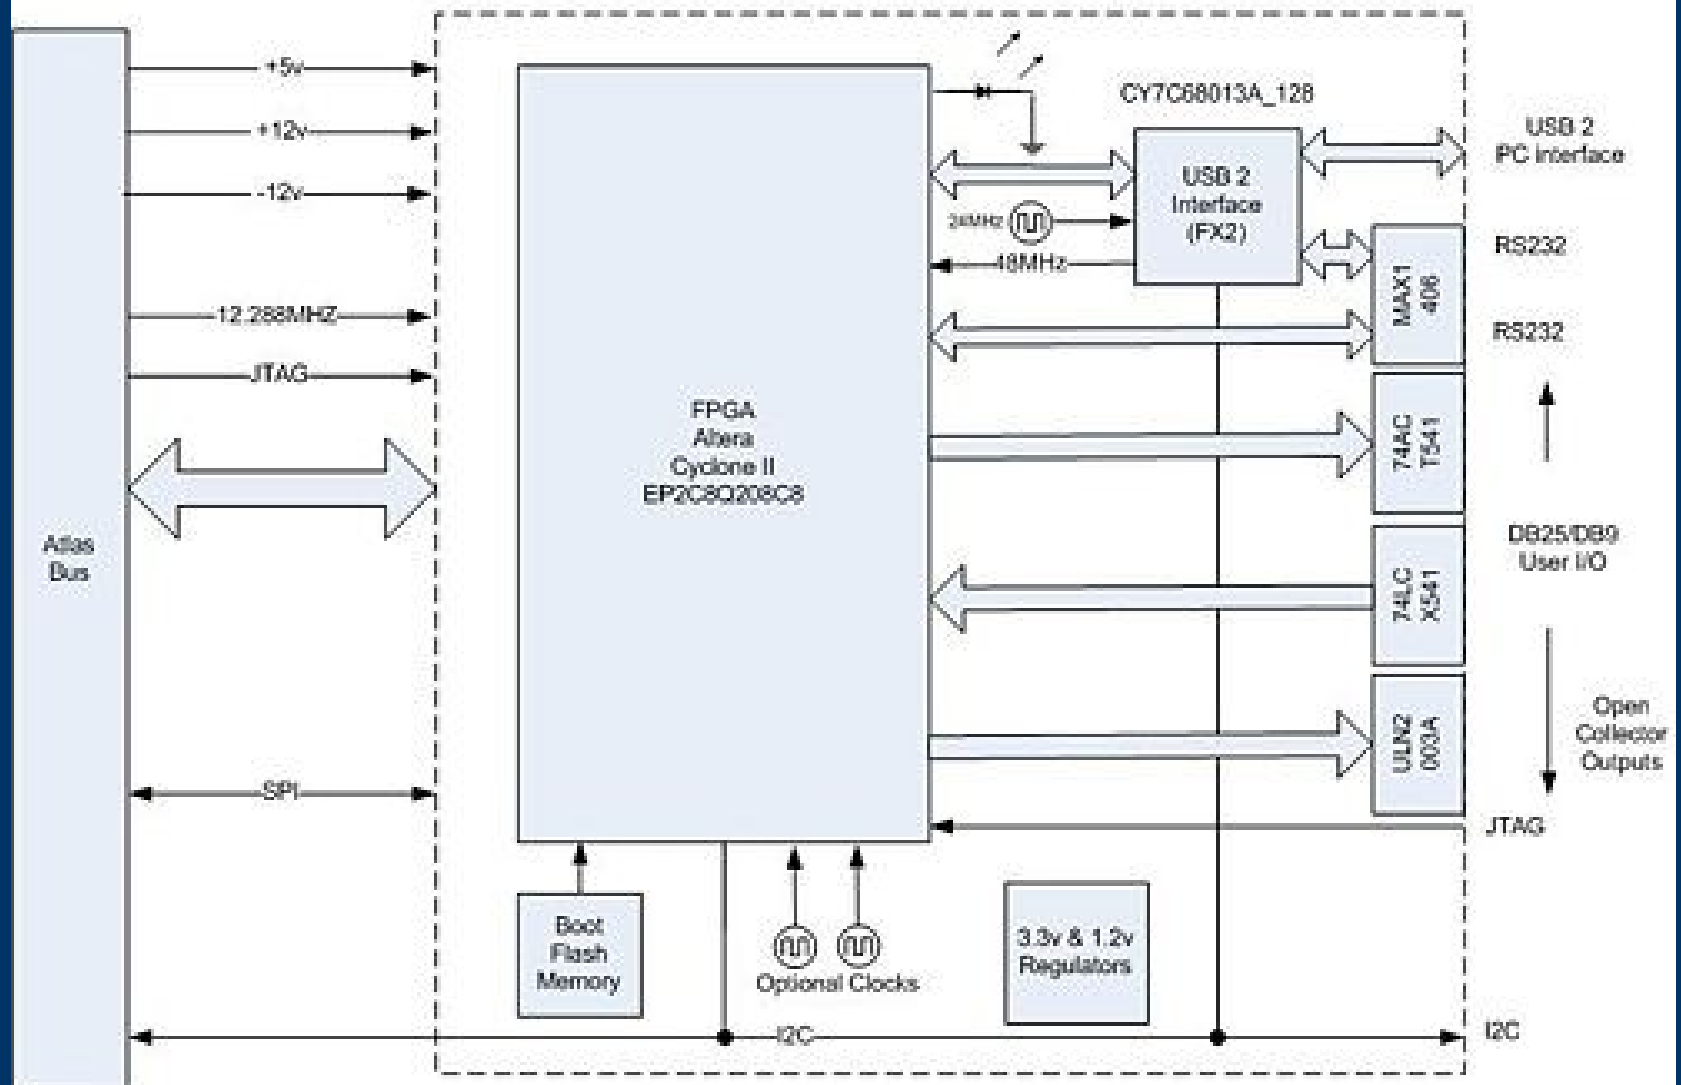 +5v
+12v
-12v
12.288MHZ
JTAG
Atlas
Bus
SPI
FPGA
Altera
Cyclone II
EP2C8Q208C8
Boot
Flash
Memory
Optional Clocks
3.3v & 1.2v
Regulators
I2C
CY7C68013A_128
USB 2
Interface
(FX2)
24MHz
48MHz
USB 2
PC interface
RS232
RS232
MAX1
406
74AC
T541
74LC
X541
ULN2
003A
DB25/DB9
User I/O
Open
Collector
Outputs
JTAG
I2C